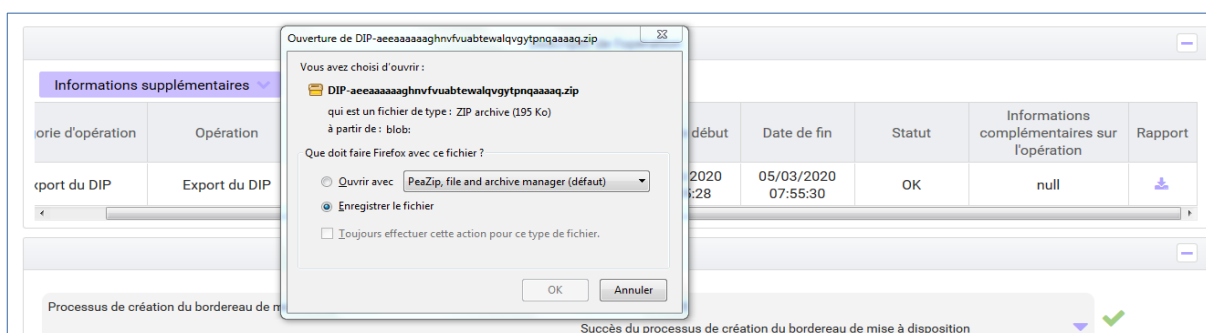 Ouverture de DIP-aeeaaaaaaghnvfvuabtewalqvgytpnqaaaaq.zip
Vous avez choisi d'ouvrir :
DIP-aeeaaaaaaghnvfvuabtewalqvgytpnqaaaaq.zip
qui est un fichier de type : ZIP archive (195 Ko)
à partir de : blob:
Que doit faire Firefox avec ce fichier ?
Ouvrir avec PeaZip, file and archive manager (défaut)
Enregistrer le fichier
Toujours effectuer cette action pour ce type de fichier.
OK Annuler
Informations supplémentaires
orie d'opération Opération début Date de fin Statut Informations complémentaires sur l'opération Rapport
xport du DIP Export du DIP 2020 05/03/2020 OK null
5:28 07:55:30
Processus de création du bordereau de m
Succès du processus de création du bordereau de mise à disposition